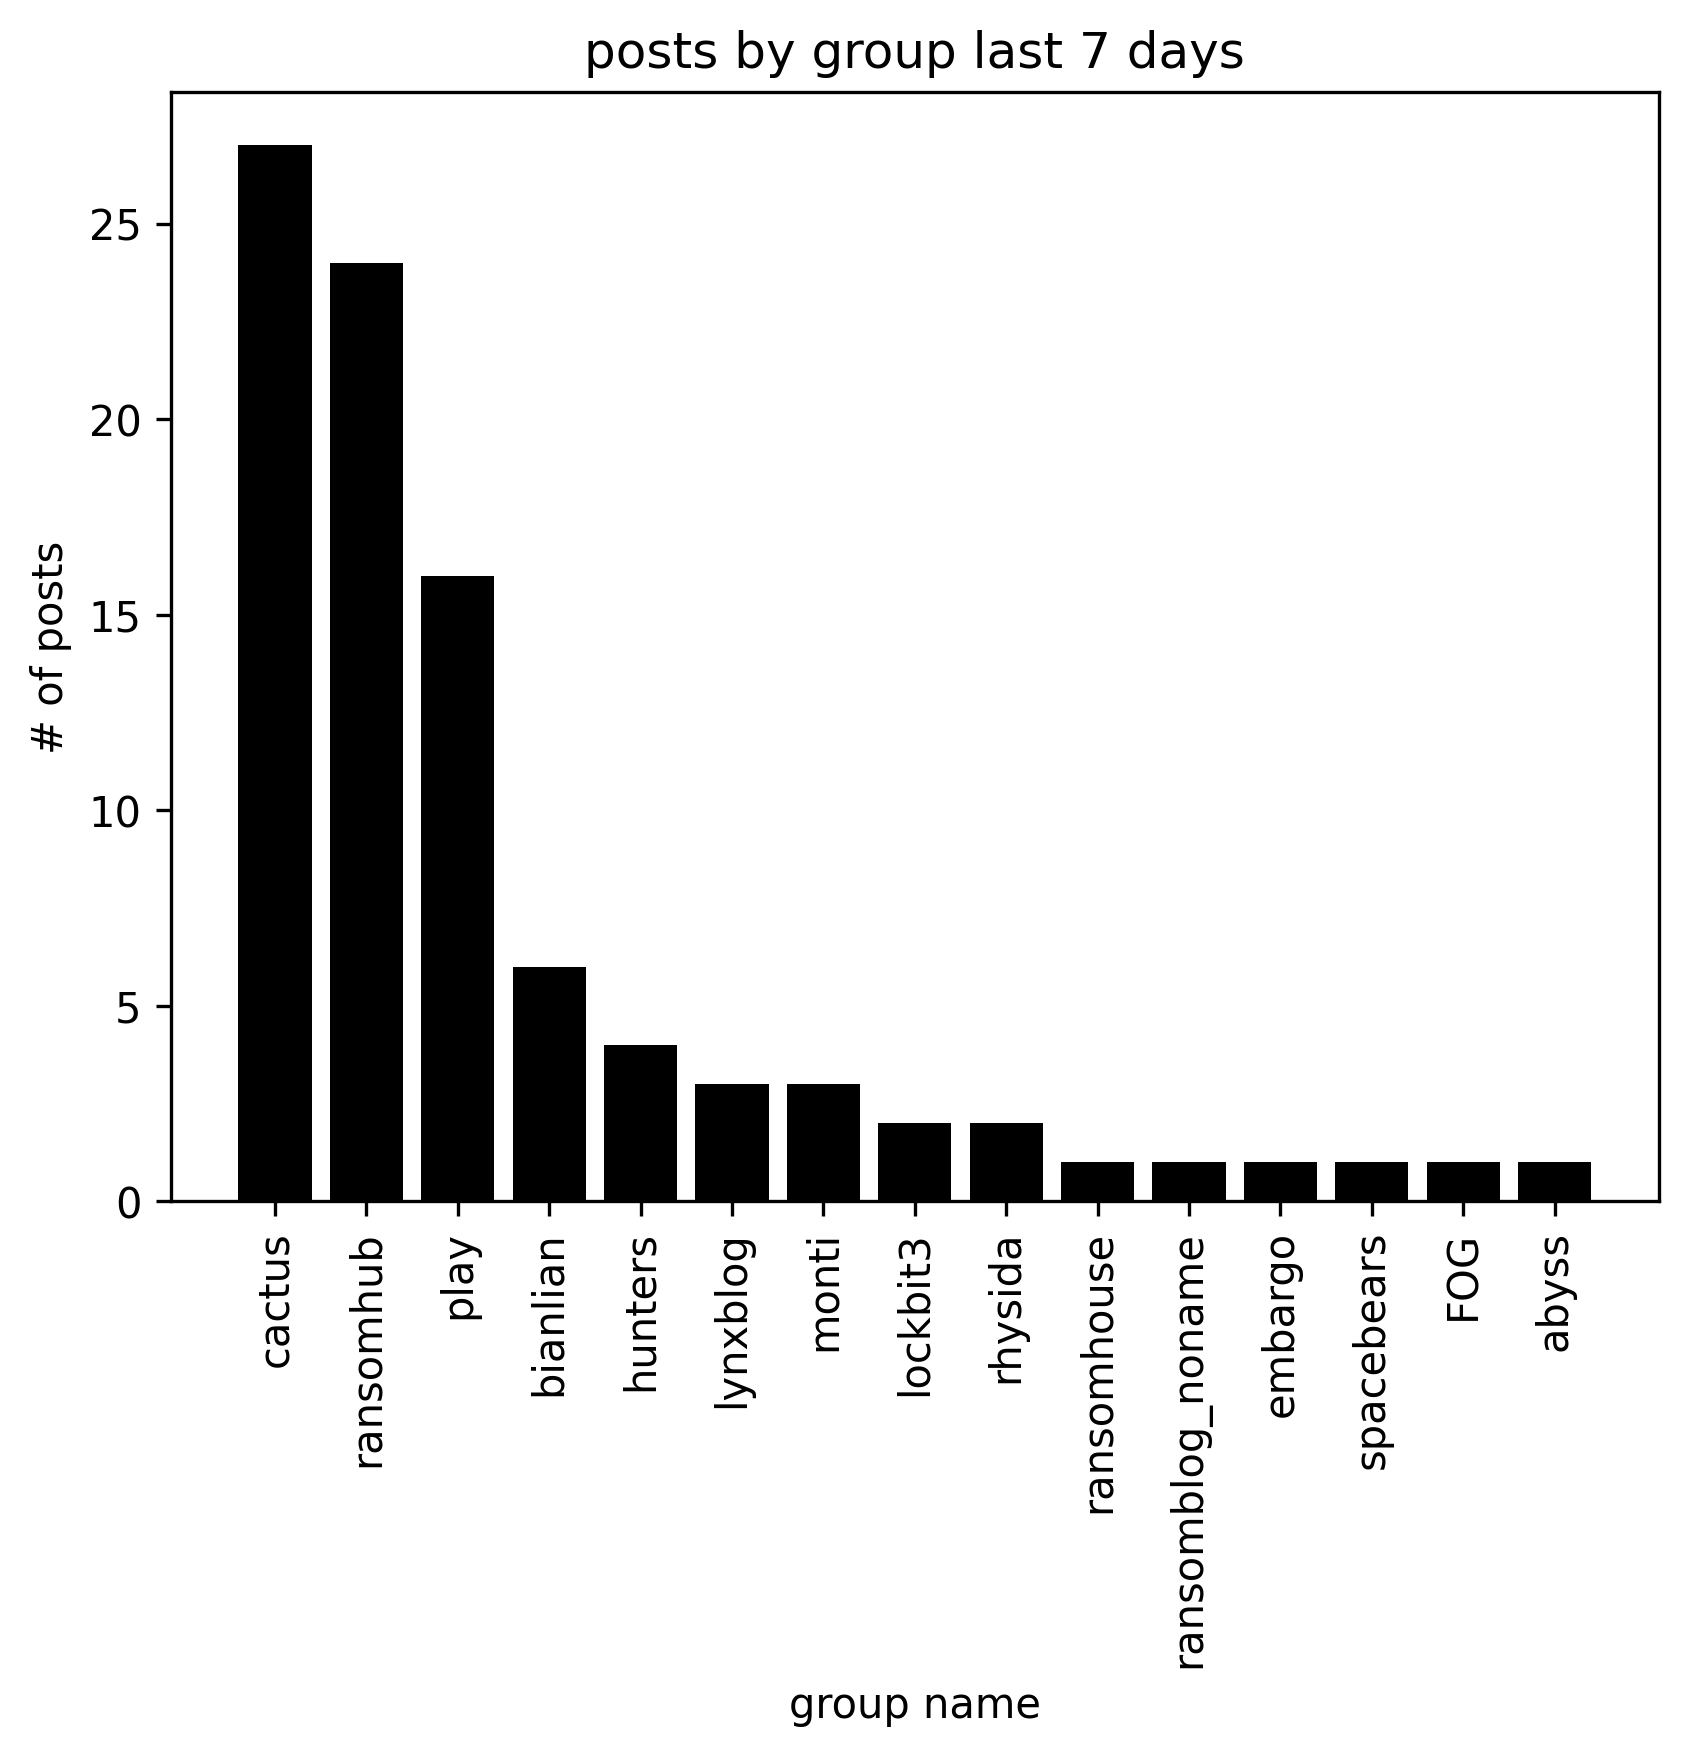 posts by group last 7 days
# of posts
25
20
15
10
5
0
cactus
ransomhub
play
bianlian
hunters
lynxblog
monti
lockbit3
rhysida
ransomhouse
ransomblog_noname
embargo
spacebears
FOG
abyss
group name